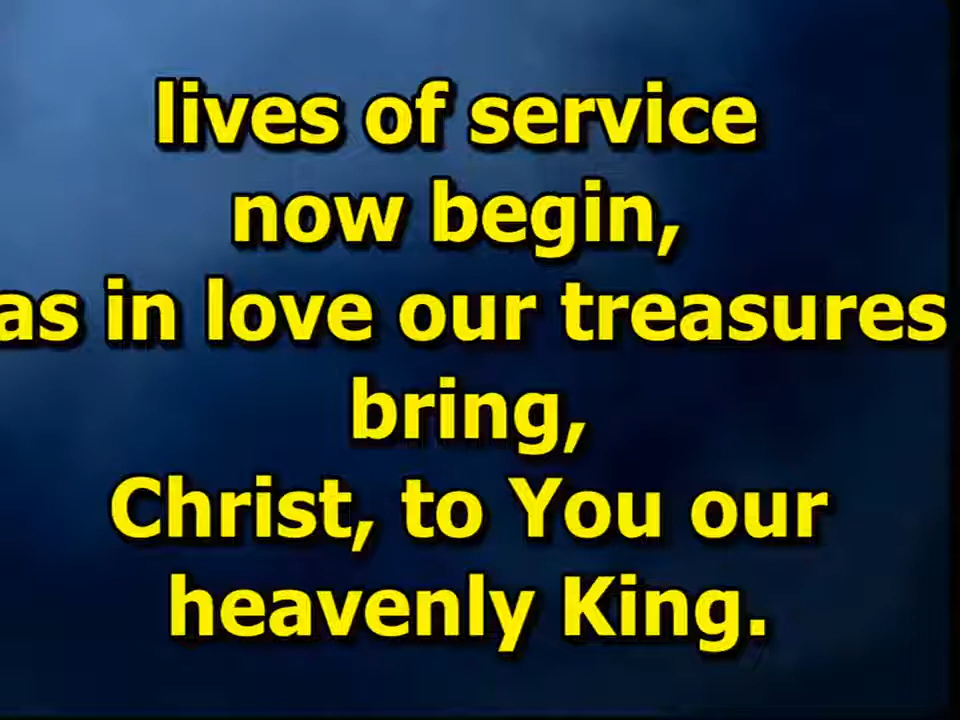 lives of service
now begin,
as in love our treasures
bring,
Christ, to You our
heavenly King.